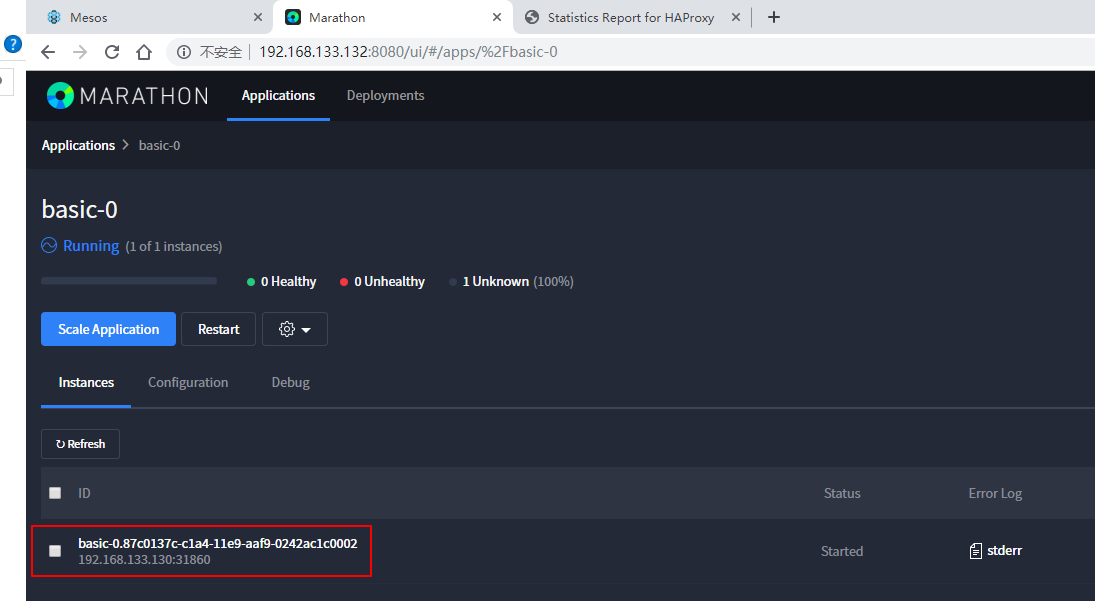 Mesos
Marathon
Statistics Report for HAProxy
不安全
192.168.133.132:8080/ui/#/apps/%2Fbasic-0
?
MARATHON
Applications
Deployments
Applications > basic-0
basic-0
Running (1 of 1 instances)
0 Healthy
0 Unhealthy
1 Unknown (100%)
Scale Application
Restart
Instances
Configuration
Debug
Refresh
ID
Status
Error Log
basic-0.87c0137c-c1a4-11e9-aaf9-0242ac1c0002
192.168.133.130:31860
Started
stderr